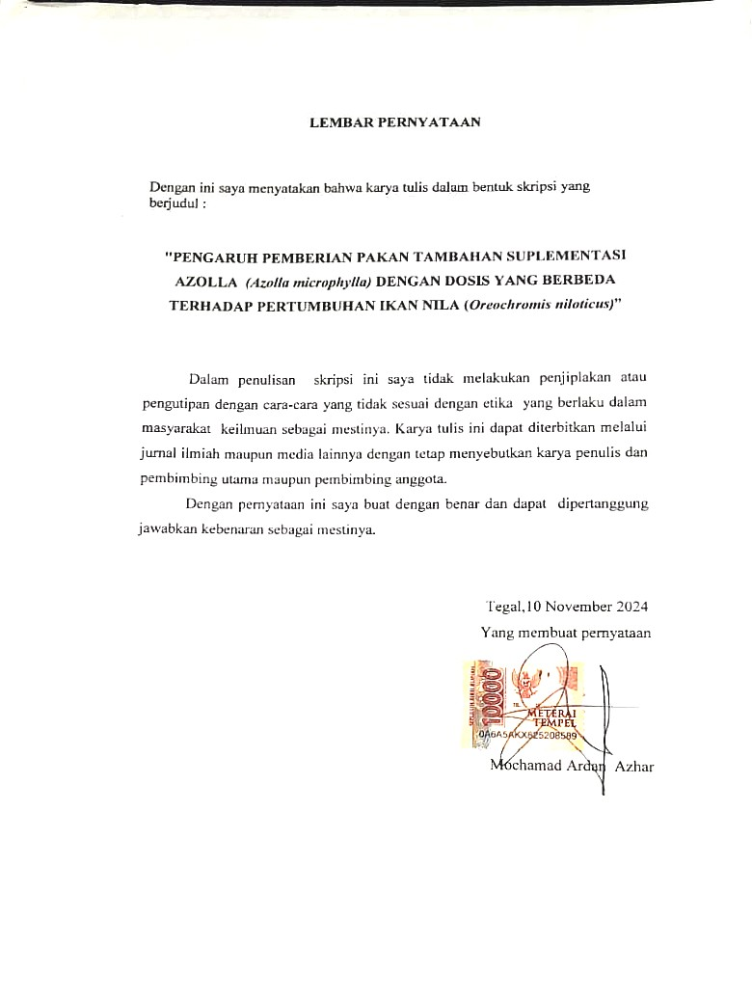 LEMBAR PERNYATAAN
Dengan ini saya menyatakan bahwa karya tulis dalam bentuk skripsi yang
berjudul :
"PENGARUH PEMBERIAN PAKAN TAMBAHAN SUPLEMENTASI
AZOLLA (Azolla microphylla) DENGAN DOSIS YANG BERBEDA
TERHADAP PERTUMBUHAN IKAN NILA (Oreochromis niloticus)"
Dalam penulisan skripsi ini saya tidak melakukan penjiplakan atau
pengutipan dengan cara-cara yang tidak sesuai dengan etika yang berlaku dalam
masyarakat keilmuan sebagai mestinya. Karya tulis ini dapat diterbitkan melalui
jurnal ilmiah maupun media lainnya dengan tetap menyebutkan karya penulis dan
pembimbing utama maupun pembimbing anggota.
Dengan pernyataan ini saya buat dengan benar dan dapat dipertanggung
jawabkan kebenaran sebagai mestinya.
Tegal,10 November 2024
Yang membuat pernyataan
10000
METERAI
TEMPEL
0A6A5AKX625208589
Mochamad Ardan Azhar